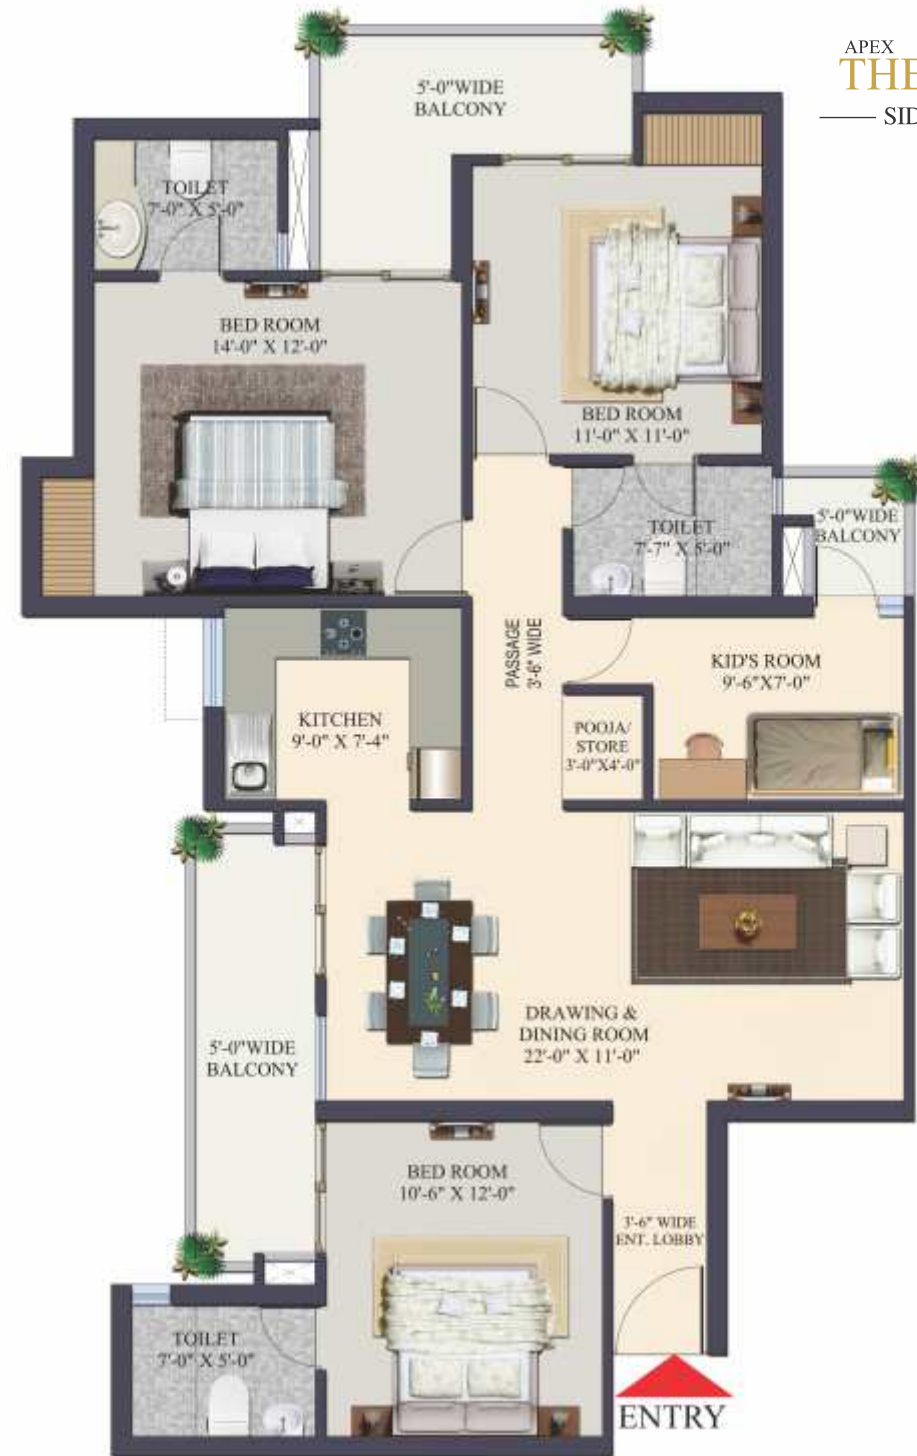 APEX
THE
SID
5'-0"WIDE
BALCONY
TOILET
7'-0" X 5'-0"
BED ROOM
14'-0" X 12'-0"
BED ROOM
11'-0" X 11'-0"
TOILET
7'-7" X 5'-0"
5'-0"WIDE
BALCONY
PASSAGE
3'-6" WIDE
KID'S ROOM
9'-6"X7'-0"
KITCHEN
9'-0" X 7'-4"
POOJA/
STORE
3'-0"X4'-0"
DRAWING &
DINING ROOM
22'-0" X 11'-0"
5'-0"WIDE
BALCONY
BED ROOM
10'-6" X 12'-0"
3'-6" WIDE
ENT. LOBBY
TOILET
7'-0" X 5'-0"
ENTRY